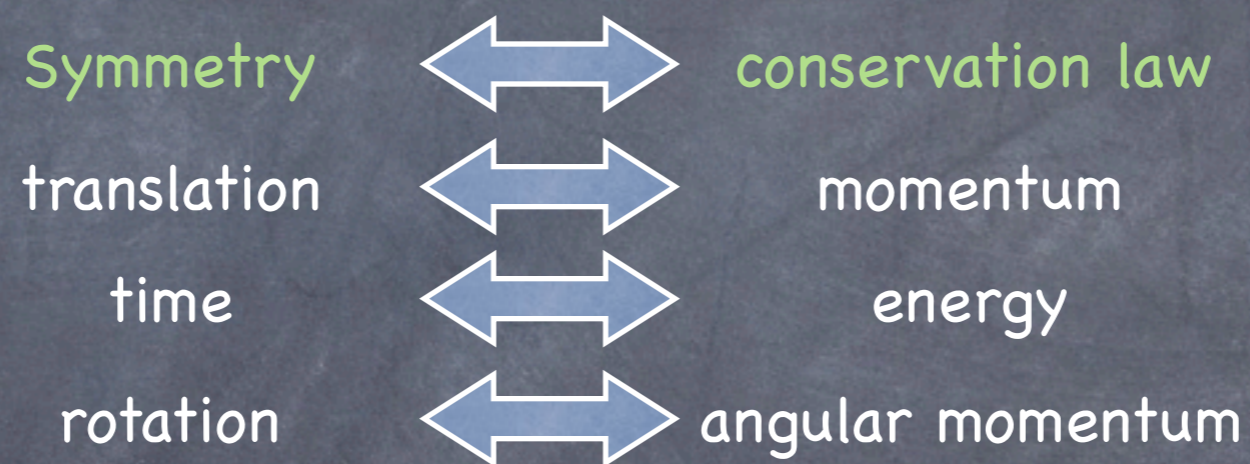 Symmetry conservation law
translation momentum
time energy
rotation angular momentum